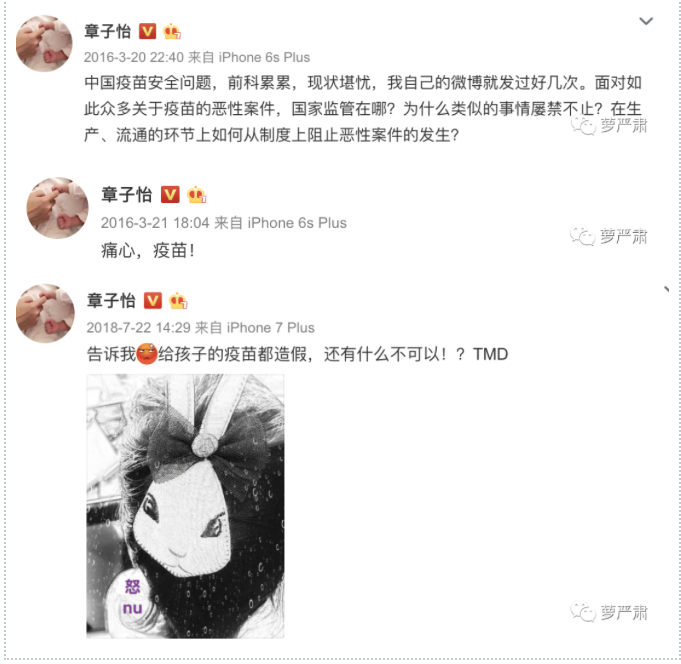 章子怡
2016-3-20 22:40 来自 iPhone 6s Plus
中国疫苗安全问题，前科累累，现状堪忧，我自己的微博就发过好几次。面对如
此众多关于疫苗的恶性案件，国家监管在哪？为什么类似的事情屡禁不止？在生
产、流通的环节上如何从制度上阻止恶性案件的发生？
萝严肃
章子怡
2016-3-21 18:04 来自 iPhone 6s Plus
痛心，疫苗！
萝严肃
章子怡
2018-7-22 14:29 来自 iPhone 7 Plus
告诉我给孩子的疫苗都造假，还有什么不可以！？TMD
怒
nu
萝严肃